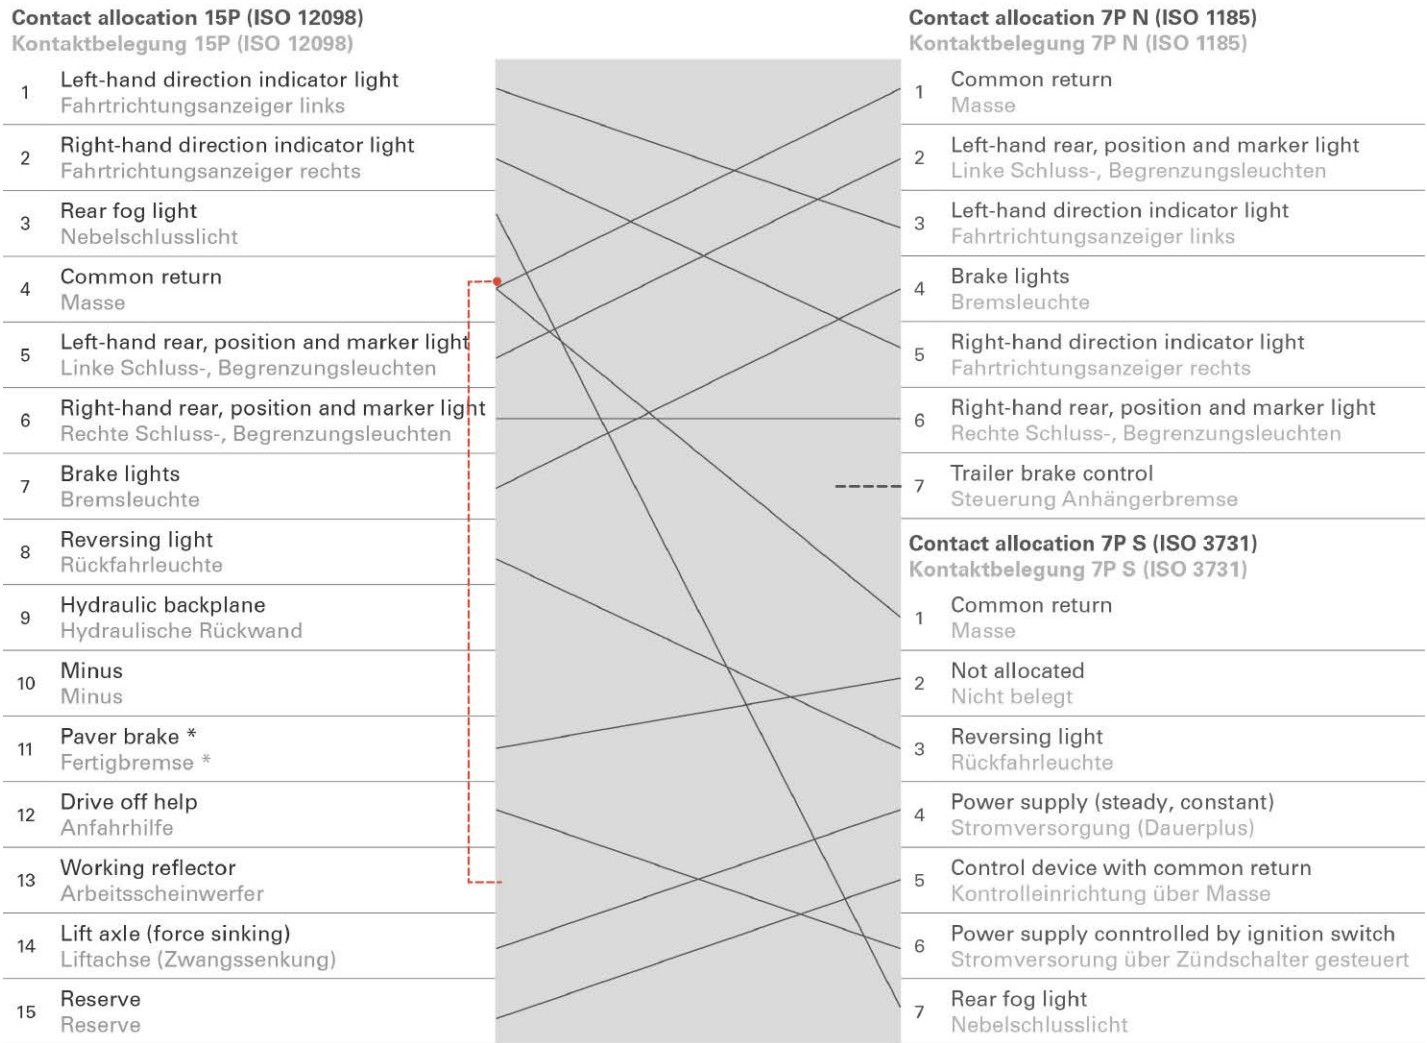 Contact allocation 15P (ISO 12098)
Kontaktbelegung 15P (ISO 12098)
1 Left-hand direction indicator light
Fahrtrichtungsanzeiger links
2 Right-hand direction indicator light
Fahrtrichtungsanzeiger rechts
3 Rear fog light
Nebelschlusslicht
4 Common return
Masse
5 Left-hand rear, position and marker light
Linke Schluss-, Begrenzungsleuchten
6 Right-hand rear, position and marker light
Rechte Schluss-, Begrenzungsleuchten
7 Brake lights
Bremsleuchte
8 Reversing light
Rückfahrleuchte
9 Hydraulic backplane
Hydraulische Rückwand
10 Minus
Minus
11 Paver brake *
Fertigbremse *
12 Drive off help
Anfahrhilfe
13 Working reflector
Arbeitsscheinwerfer
14 Lift axle (force sinking)
Liftachse (Zwangssenkung)
15 Reserve
Reserve
Contact allocation 7P N (ISO 1185)
Kontaktbelegung 7P N (ISO 1185)
1 Common return
Masse
2 Left-hand rear, position and marker light
Linke Schluss-, Begrenzungsleuchten
3 Left-hand direction indicator light
Fahrtrichtungsanzeiger links
4 Brake lights
Bremsleuchte
5 Right-hand direction indicator light
Fahrtrichtungsanzeiger rechts
6 Right-hand rear, position and marker light
Rechte Schluss-, Begrenzungsleuchten
7 Trailer brake control
Steuerung Anhängerbremse
Contact allocation 7P S (ISO 3731)
Kontaktbelegung 7P S (ISO 3731)
1 Common return
Masse
2 Not allocated
Nicht belegt
3 Reversing light
Rückfahrleuchte
4 Power supply (steady, constant)
Stromversorgung (Dauerplus)
5 Control device with common return
Kontrolleinrichtung über Masse
6 Power supply conntrolled by ignition switch
Stromversorung über Zündschalter gesteuert
7 Rear fog light
Nebelschlusslicht